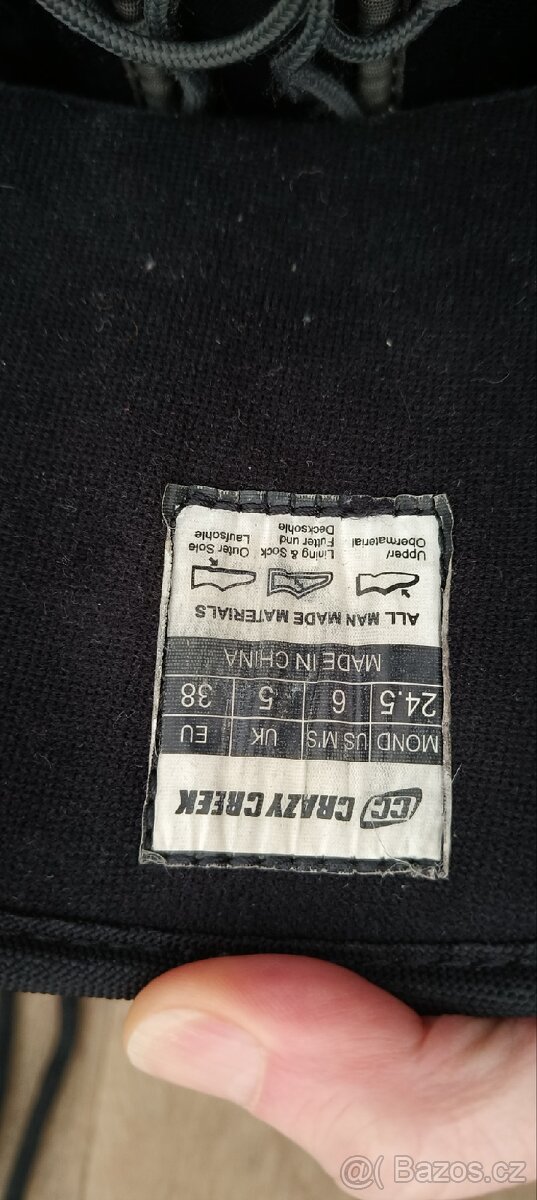 CC CRAZY CREEK
MOND US M'S UK EU
24.5 6 5 38
MADE IN CHINA
ALL MAN MADE MATERIALS
Upper/
Obermaterial
Lining & Sock
Futter und
Decksohle
Outer Sole
Laufsohle
@( Bazos.cz